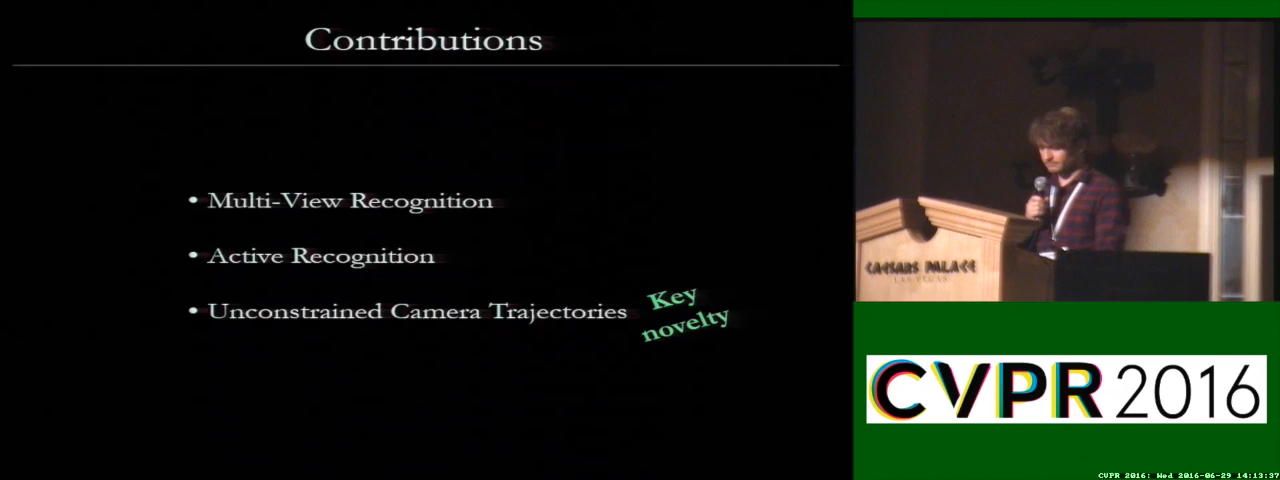 Contributions
• Multi-View Recognition
• Active Recognition
• Unconstrained Camera Trajectories
Key
novelty
CAESARS PALACE
LAS VEGAS
CVPR 2016
CVPR 2016: Wed 2016-06-29 14:13:37